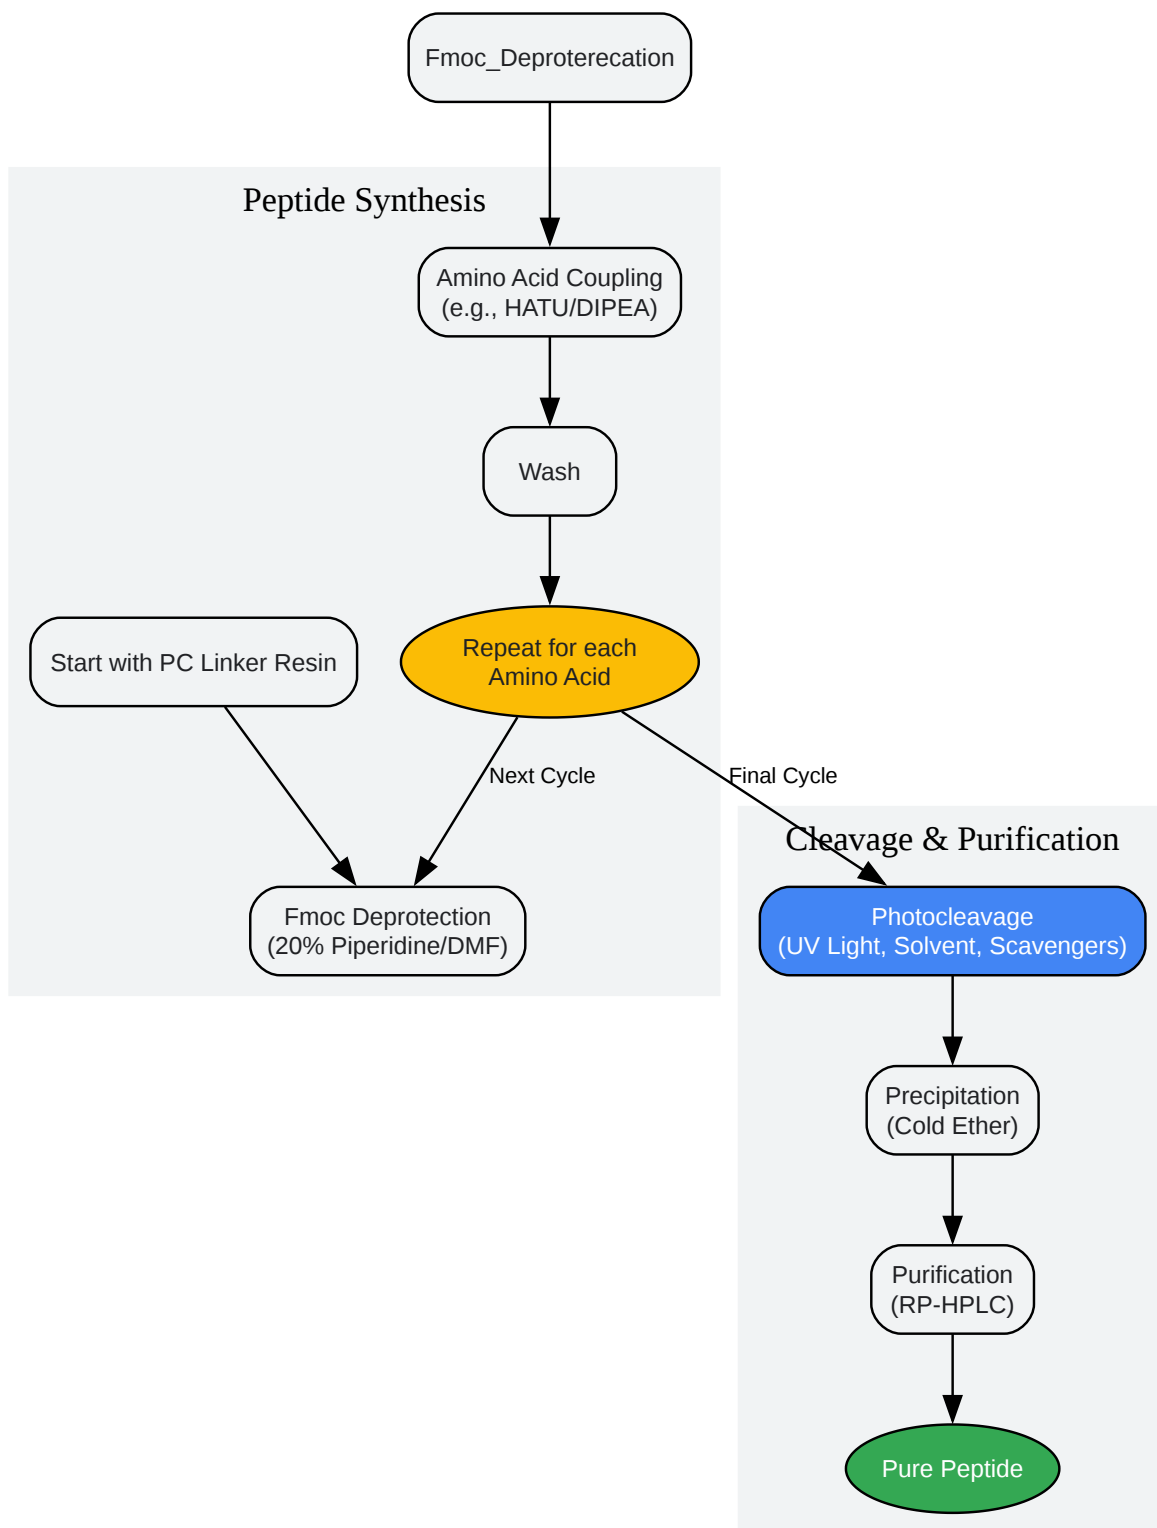 Fmoc_Deproterecation
Peptide Synthesis
Amino Acid Coupling
(e.g., HATU/DIPEA)
Wash
Start with PC Linker Resin
Repeat for each
Amino Acid
Next Cycle
Final Cycle
Cleavage & Purification
Fmoc Deprotection
(20% Piperidine/DMF)
Photocleavage
(UV Light, Solvent, Scavengers)
Precipitation
(Cold Ether)
Purification
(RP-HPLC)
Pure Peptide